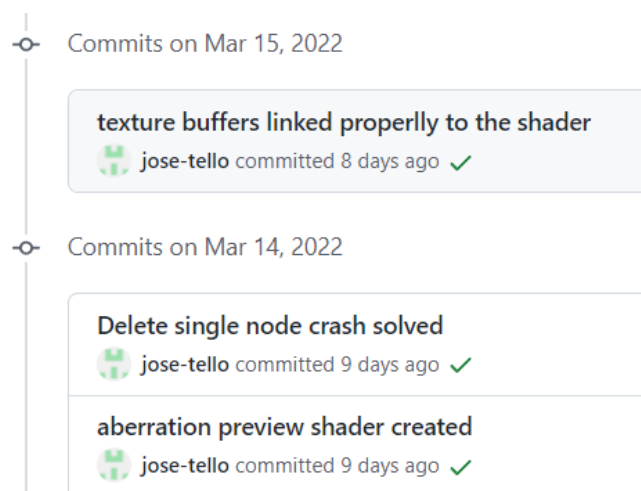 Commits on Mar 15, 2022
texture buffers linked properlly to the shader
jose-tello committed 8 days ago
Commits on Mar 14, 2022
Delete single node crash solved
jose-tello committed 9 days ago
aberration preview shader created
jose-tello committed 9 days ago